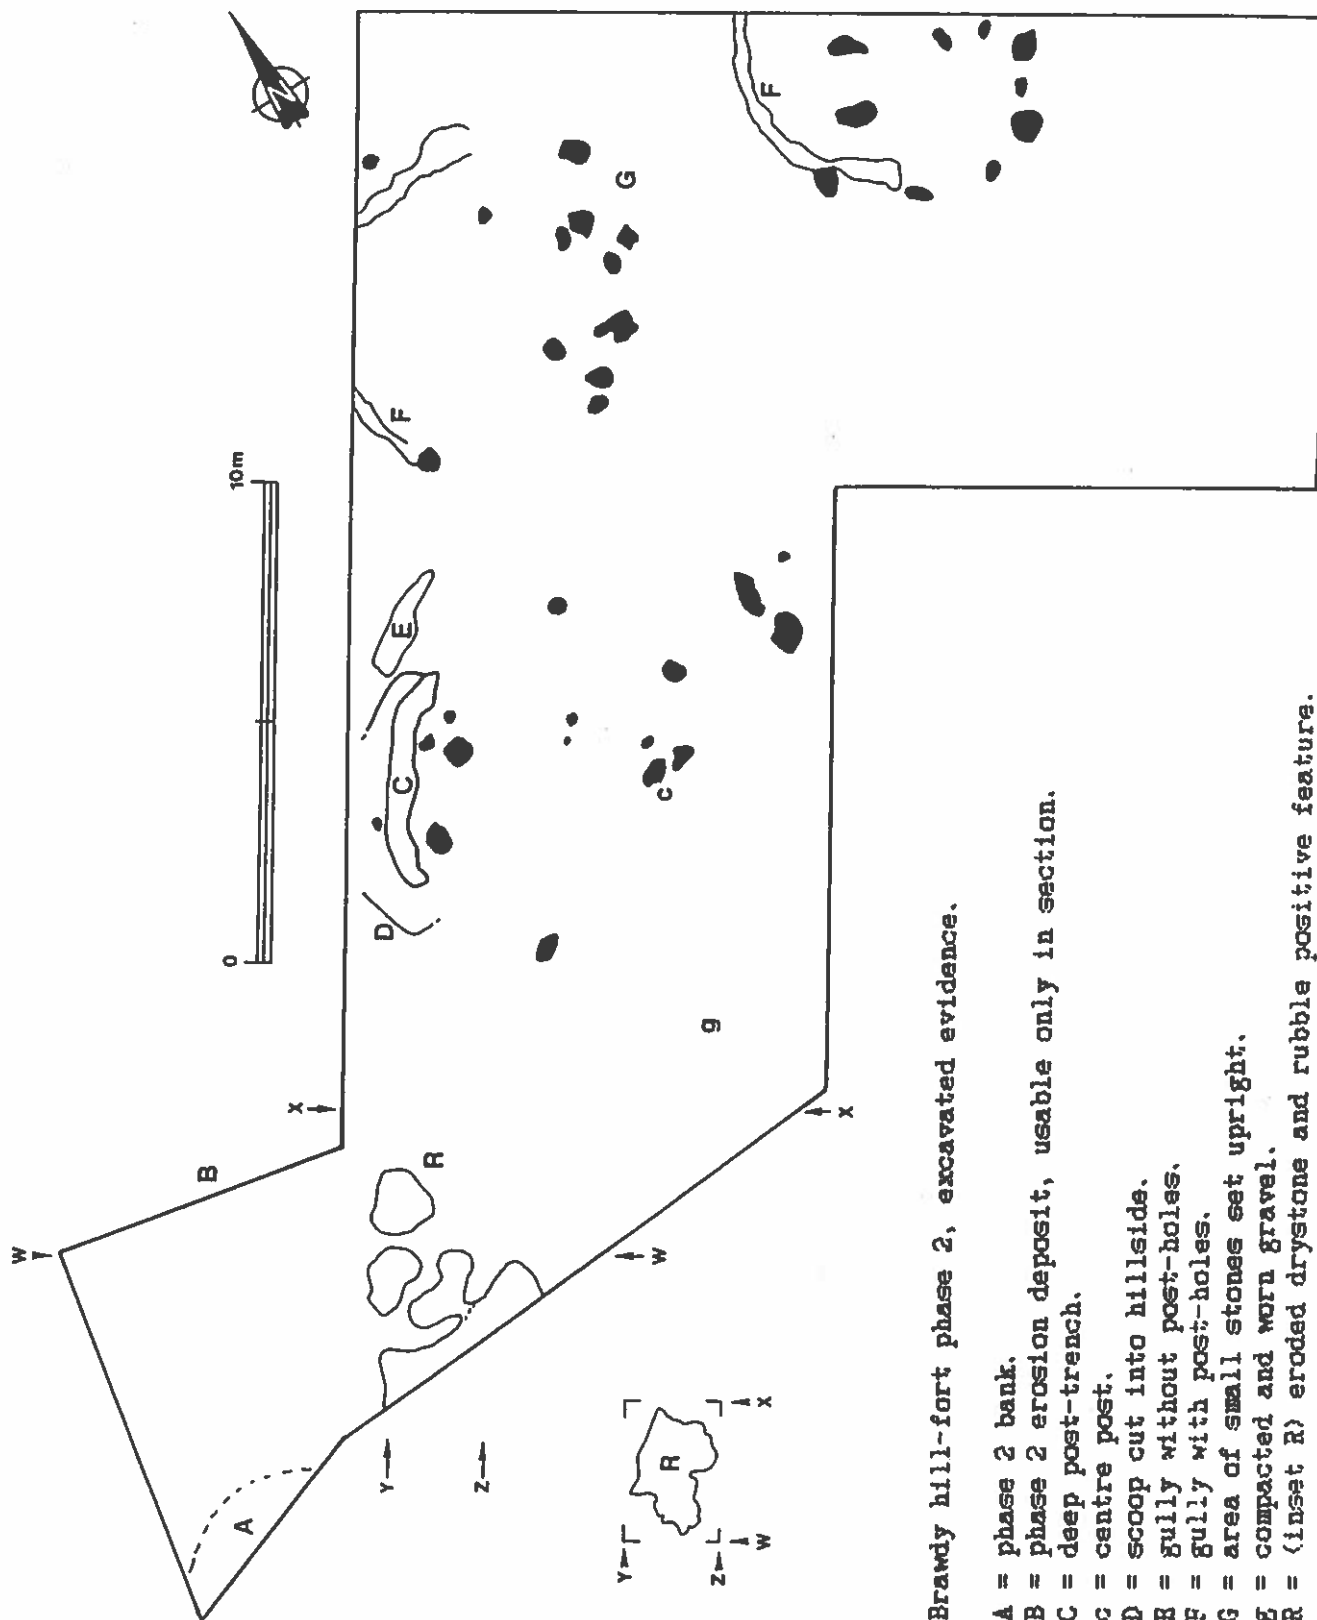 N
0
10m
W
B
X
A
R
D
C
E
F
G
F
c
g
Y
Z
W
X
Y
Z
R
W
X
Brawdy hill-fort phase 2, excavated evidence.
A = phase 2 bank.
B = phase 2 erosion deposit, usable only in section.
C = deep post-trench.
c = centre post.
D = scoop cut into hillside.
E = gully without post-holes.
F = gully with post-holes.
G = area of small stones set upright.
g = compacted and worn gravel.
R = (inset R) eroded drystone and rubble positive feature.